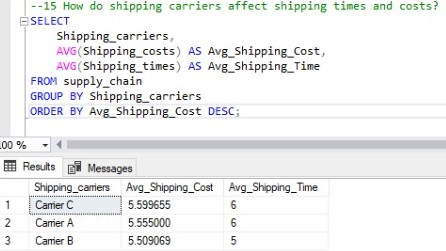 --15 How do shipping carriers affect shipping times and costs?
SELECT
Shipping_carriers,
AVG(Shipping_costs) AS Avg_Shipping_Cost,
AVG(Shipping_times) AS Avg_Shipping_Time
FROM supply_chain
GROUP BY Shipping_carriers
ORDER BY Avg_Shipping_Cost DESC;
00 %
Results Messages
Shipping_carriers Avg_Shipping_Cost Avg_Shipping_Time
1 Carrier C 5.599655 6
2 Carrier A 5.555000 6
3 Carrier B 5.509069 5